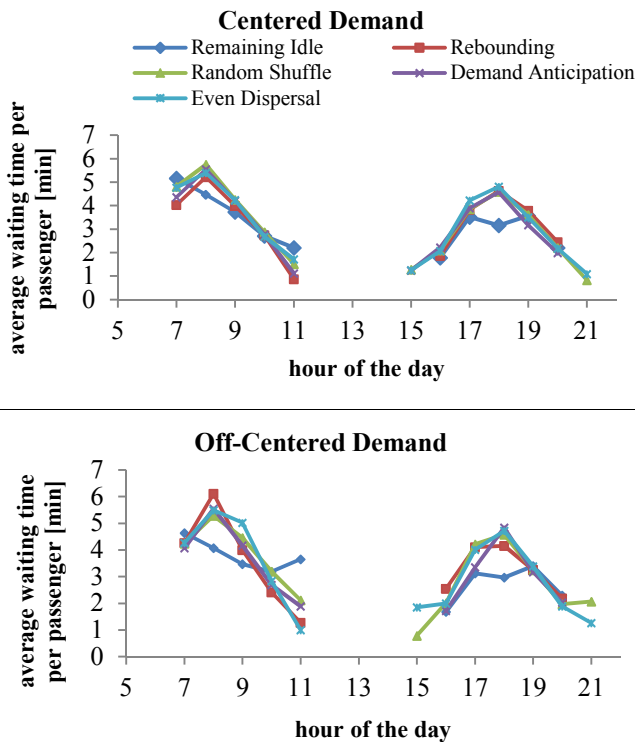 Centered Demand
Remaining Idle
Rebounding
Random Shuffle
Demand Anticipation
Even Dispersal
average waiting time per
passenger [min]
7
6
5
4
3
2
1
0
5 7 9 11 13 15 17 19 21
hour of the day
Off-Centered Demand
average waiting time
per passenger [min]
7
6
5
4
3
2
1
0
5 7 9 11 13 15 17 19 21
hour of the day